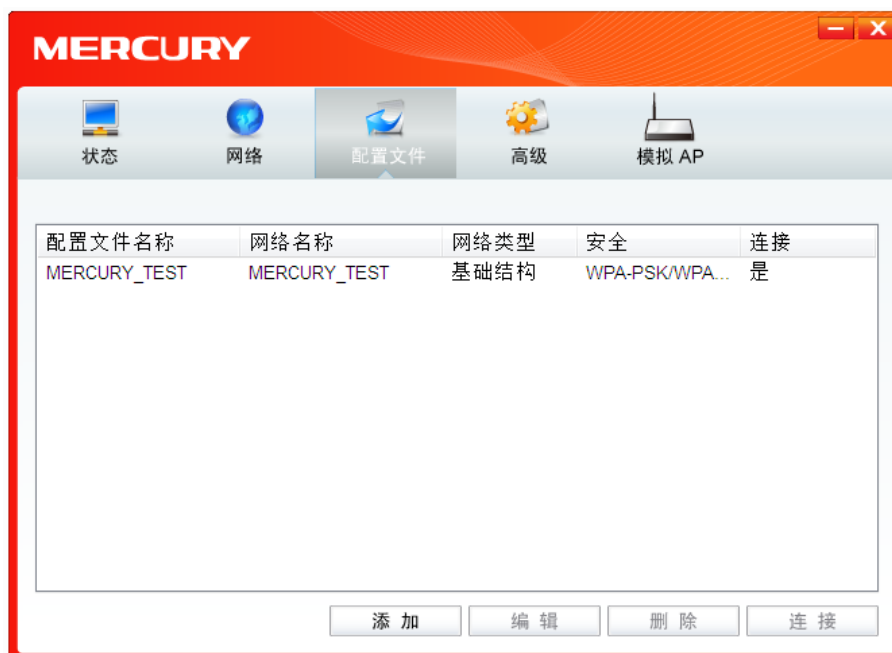 MERCURY
状态 网络 配置文件 高级 模拟 AP
配置文件名称 网络名称 网络类型 安全 连接
MERCURY_TEST MERCURY_TEST 基础结构 WPA-PSK/WPA... 是
添 加 编 辑 删 除 连 接